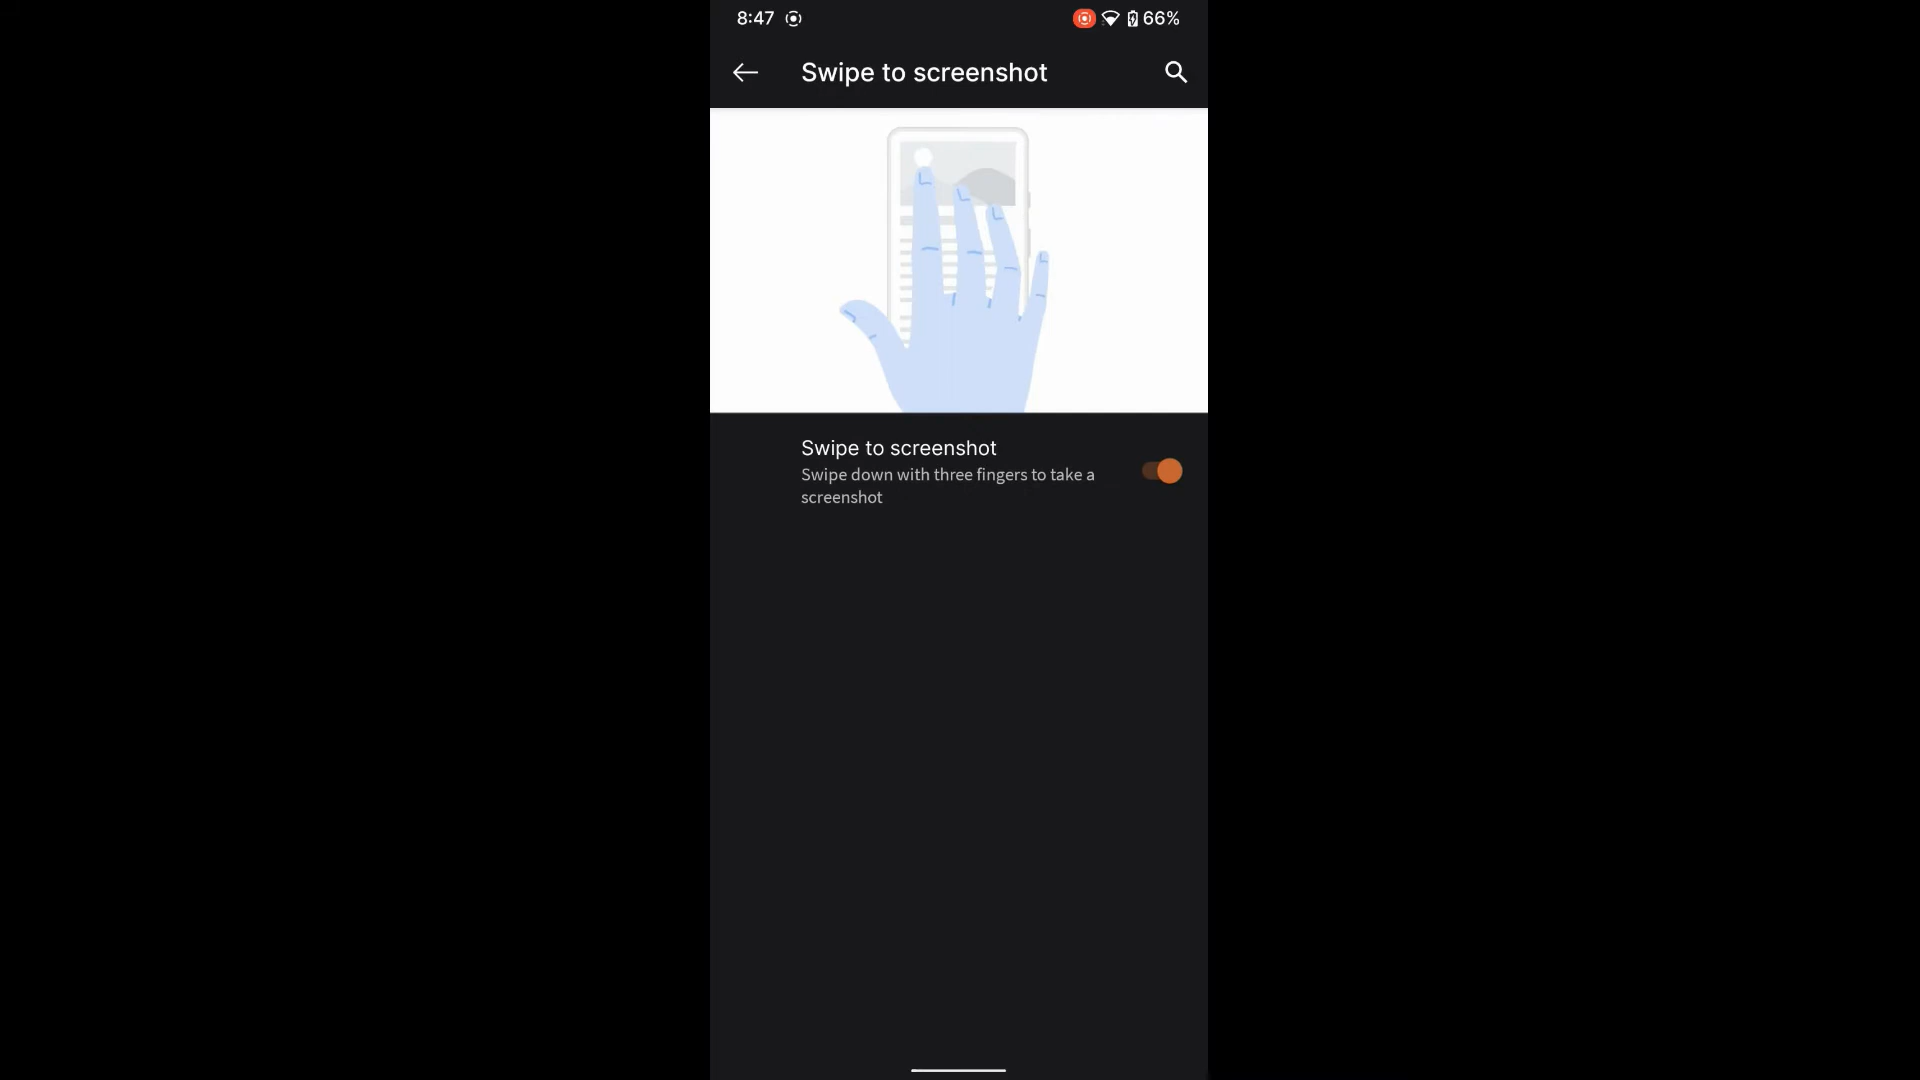 8:47
66%
Swipe to screenshot
Swipe to screenshot
Swipe down with three fingers to take a
screenshot